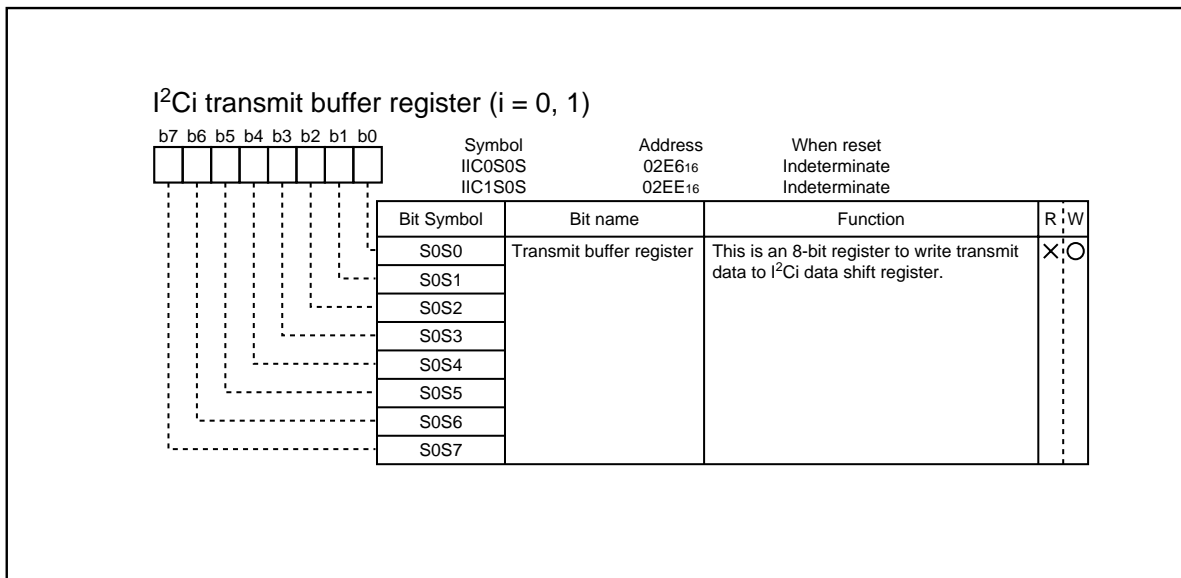 I²Ci transmit buffer register (i = 0, 1)
b7 b6 b5 b4 b3 b2 b1 b0
Symbol Address When reset
IIC0S0S 02E6₁₆ Indeterminate
IIC1S0S 02EE₁₆ Indeterminate
Bit Symbol Bit name Function R W
S0S0 Transmit buffer register This is an 8-bit register to write transmit
data to I²Ci data shift register.
S0S1
S0S2
S0S3
S0S4
S0S5
S0S6
S0S7